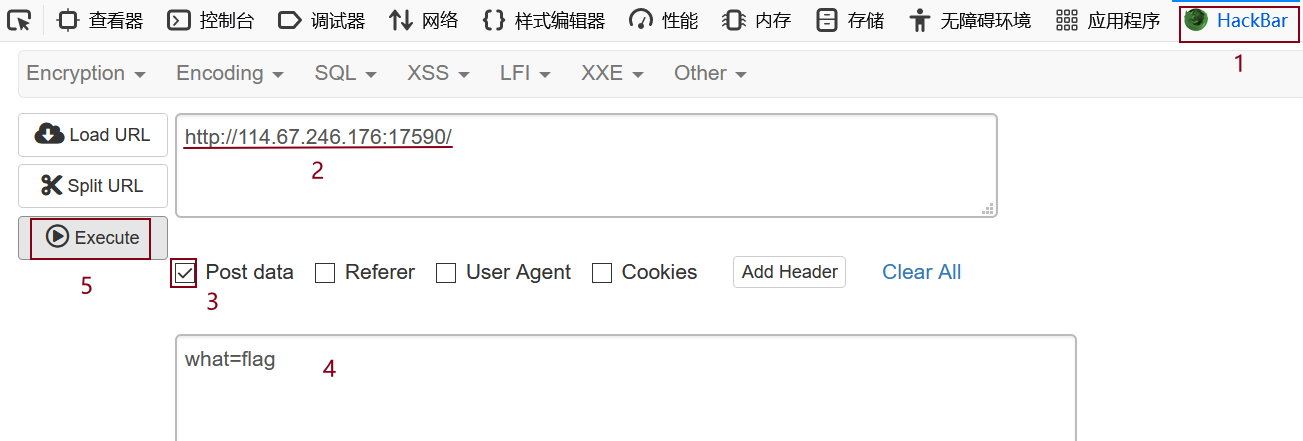 查看器 控制台 调试器 网络 样式编辑器 性能 内存 存储 无障碍环境 应用程序 HackBar
1
Encryption Encoding SQL XSS LFI XXE Other
Load URL http://114.67.246.176:17590/
2
Split URL
Execute
5
Post data Referer User Agent Cookies Add Header Clear All
3
what=flag
4